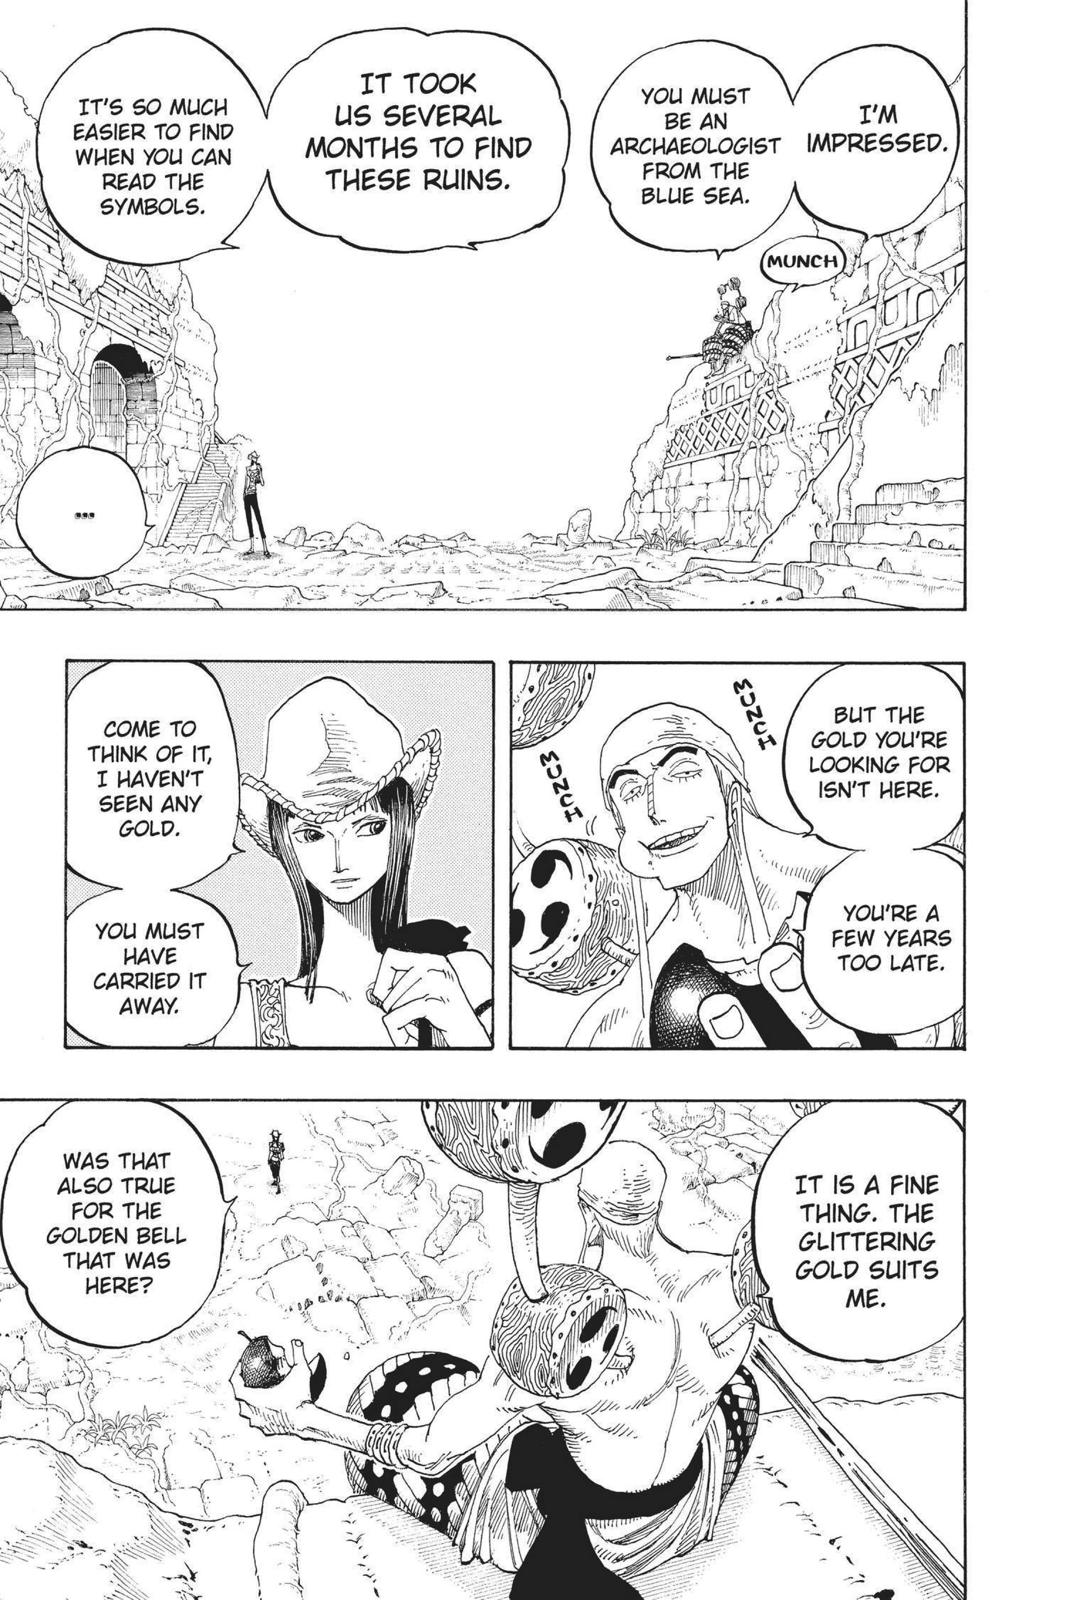 I'M
IMPRESSED.
YOU MUST
BE AN
ARCHAEOLOGIST
FROM THE
BLUE SEA.
MUNCH
IT TOOK
US SEVERAL
MONTHS TO FIND
THESE RUINS.
IT'S SO MUCH
EASIER TO FIND
WHEN YOU CAN
READ THE
SYMBOLS.
...
BUT THE
GOLD YOU'RE
LOOKING FOR
ISN'T HERE.
MUNCH
MUNCH
YOU'RE A
FEW YEARS
TOO LATE.
COME TO
THINK OF IT,
I HAVEN'T
SEEN ANY
GOLD.
YOU MUST
HAVE
CARRIED IT
AWAY.
IT IS A FINE
THING. THE
GLITTERING
GOLD SUITS
ME.
WAS THAT
ALSO TRUE
FOR THE
GOLDEN BELL
THAT WAS
HERE?